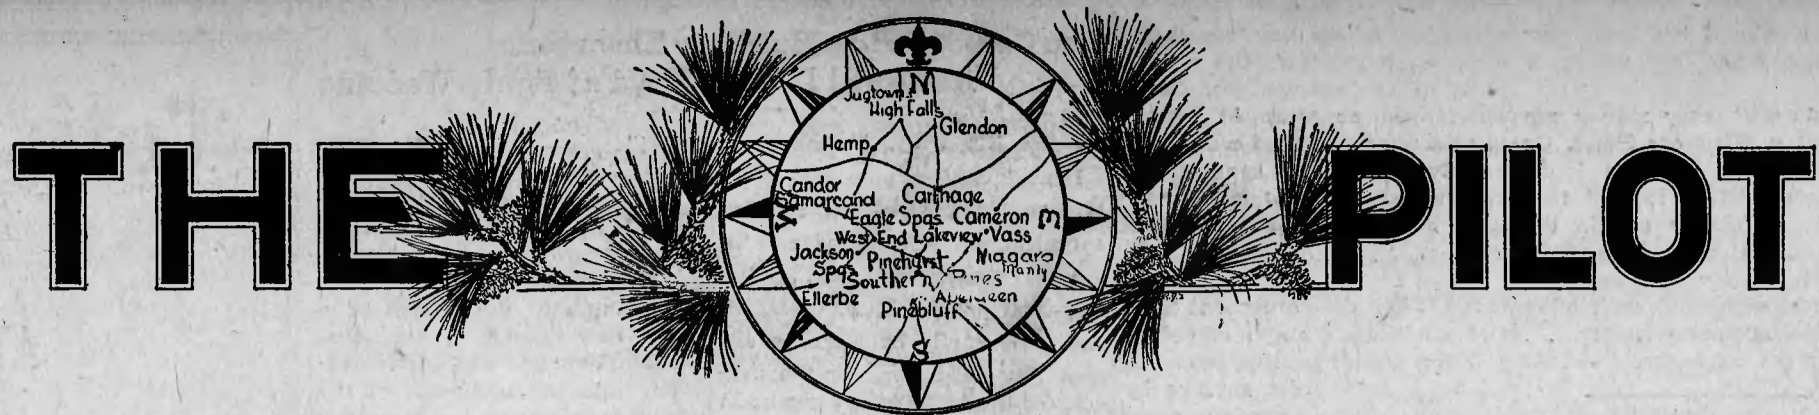 THE PILOT
N
Jugtown
High Falls
Glendon
Hemp
Candor
Samarcand
Carthage
Eagle Spgs. Cameron
W
E
West End Lakeview Vass
Jackson Spgs
Pinehurst
Niagara
Manly
Southern Pines
Ellerbe
Aberdeen
Pinebluff
S